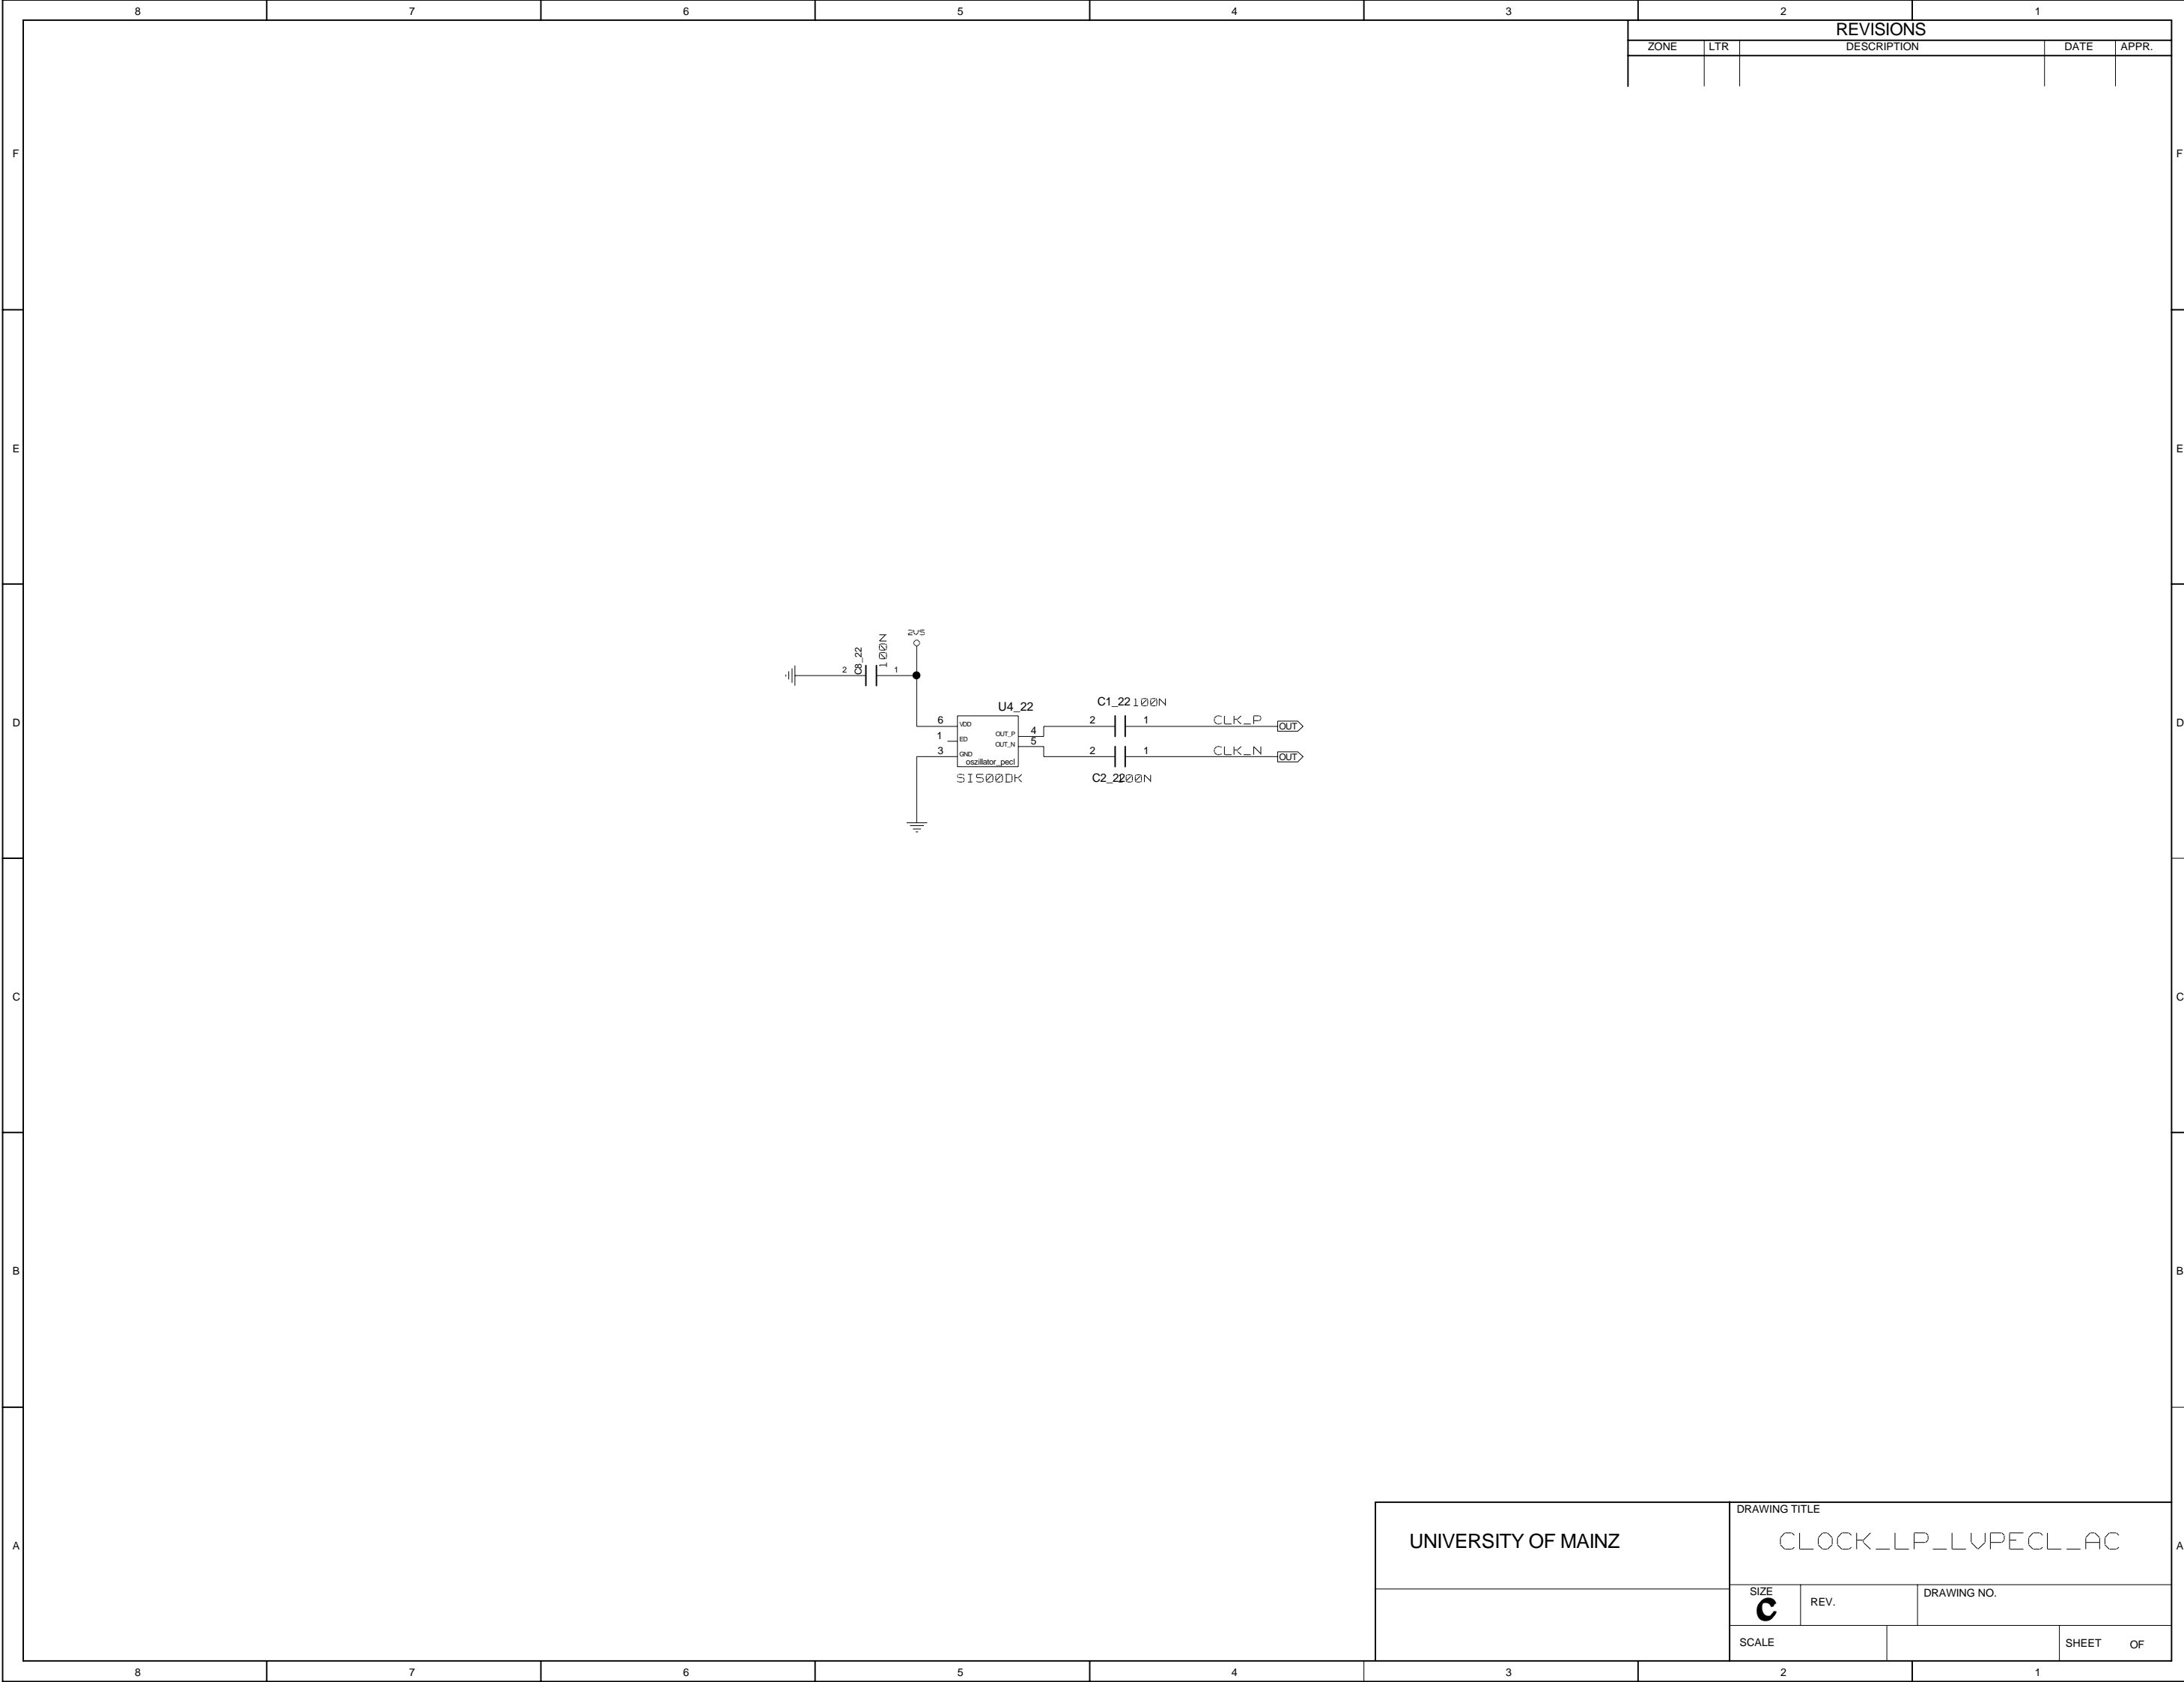 8 7 6 5 4 3 2 1
REVISIONS
ZONE LTR DESCRIPTION DATE APPR.
F F
E E
2V5
C8_22
100N
2 1
U4_22
C1_22 100N
D D
6 VDD
1 ED
3 GND
OUT_P 4
OUT_N 5
oszillator_pecl
SI500DK
2 1 CLK_P OUT
2 1 CLK_N OUT
C2_22 100N
C C
B B
A A
UNIVERSITY OF MAINZ
DRAWING TITLE
CLOCK_LP_LVPECL_AC
SIZE
C
REV.
DRAWING NO.
SCALE
SHEET OF
8 7 6 5 4 3 2 1